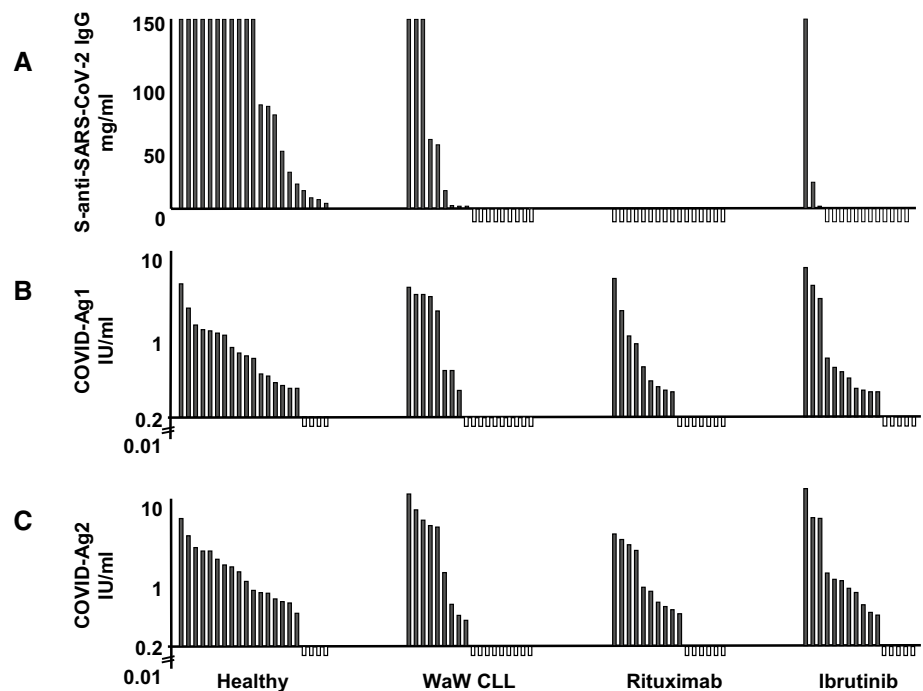 A
S-anti-SARS-CoV-2 IgG
mg/ml
150
100
50
0
B
COVID-Ag1
IU/ml
10
1
0.2
0.01
C
COVID-Ag2
IU/ml
10
1
0.2
0.01
Healthy
WaW CLL
Rituximab
Ibrutinib